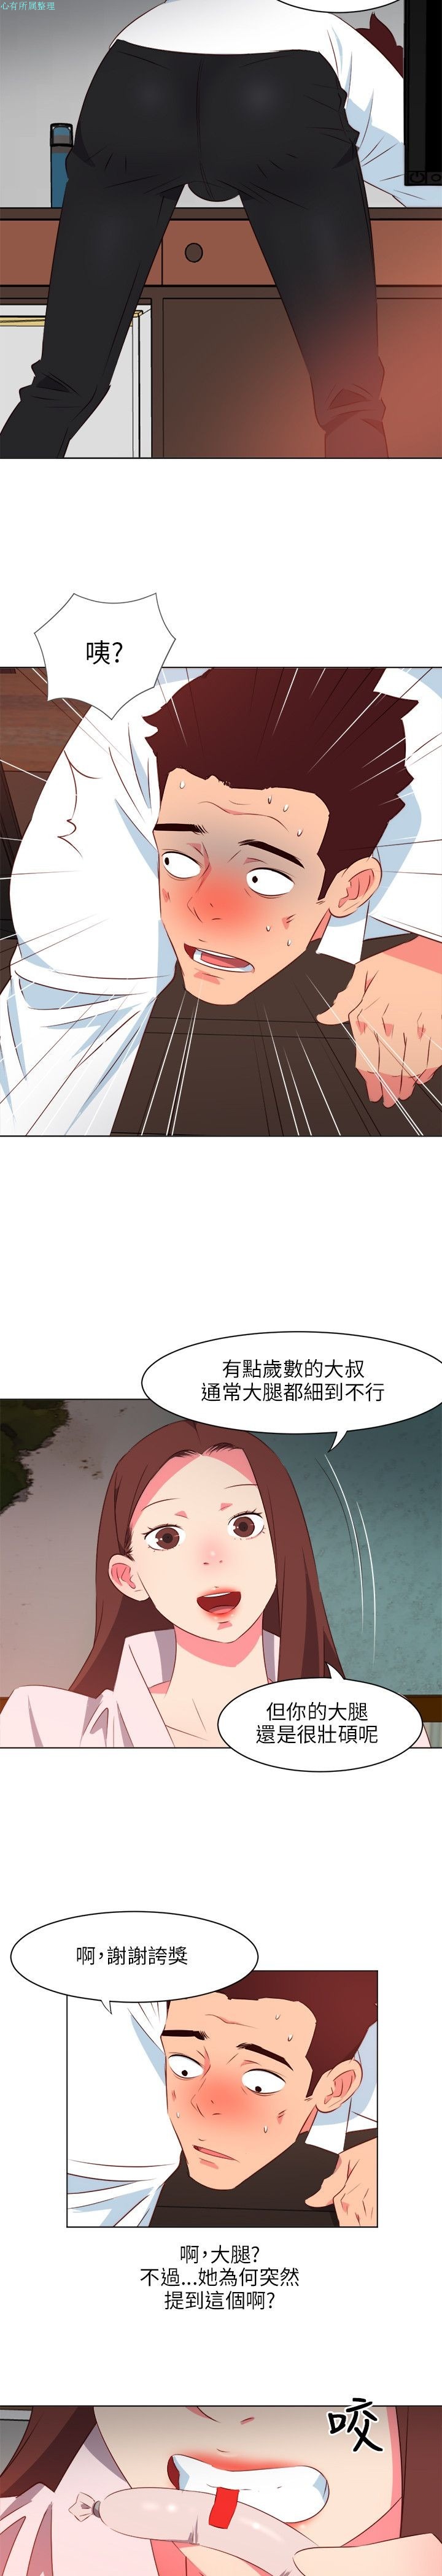 心有所属整理
咦?
有點歲數的大叔
通常大腿都細到不行
但你的大腿
還是很壯碩呢
啊,謝謝誇獎
啊,大腿?
不過...她為何突然
提到這個啊?
咬